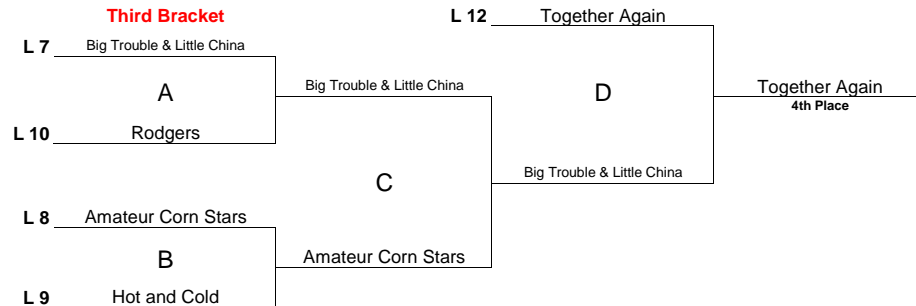 Third Bracket
L 12 Together Again
L 7 Big Trouble & Little China
A Big Trouble & Little China D Together Again
4th Place
L 10 Rodgers
C Big Trouble & Little China
L 8 Amateur Corn Stars
B Amateur Corn Stars
L 9 Hot and Cold